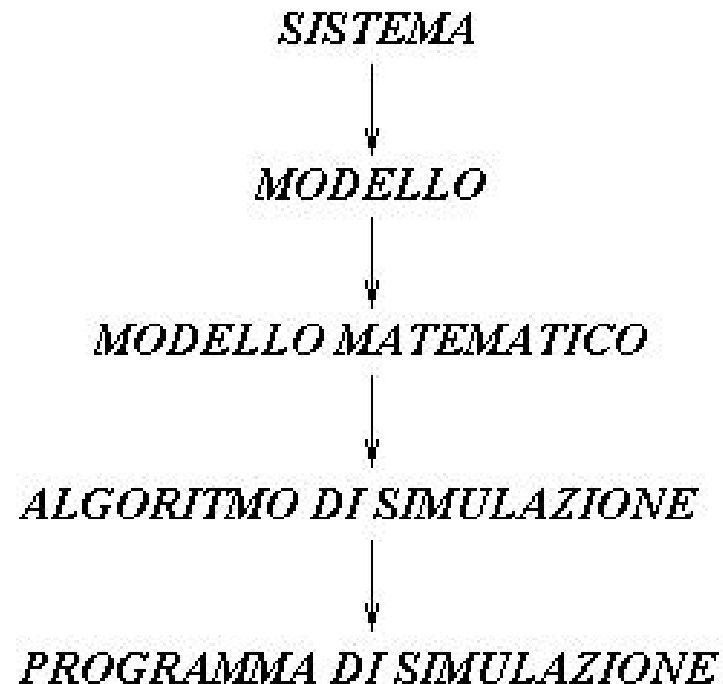 SISTEMA
MODELLO
MODELLO MATEMATICO
ALGORITMO DI SIMULAZIONE
PROGRAMMA DI SIMULAZIONE